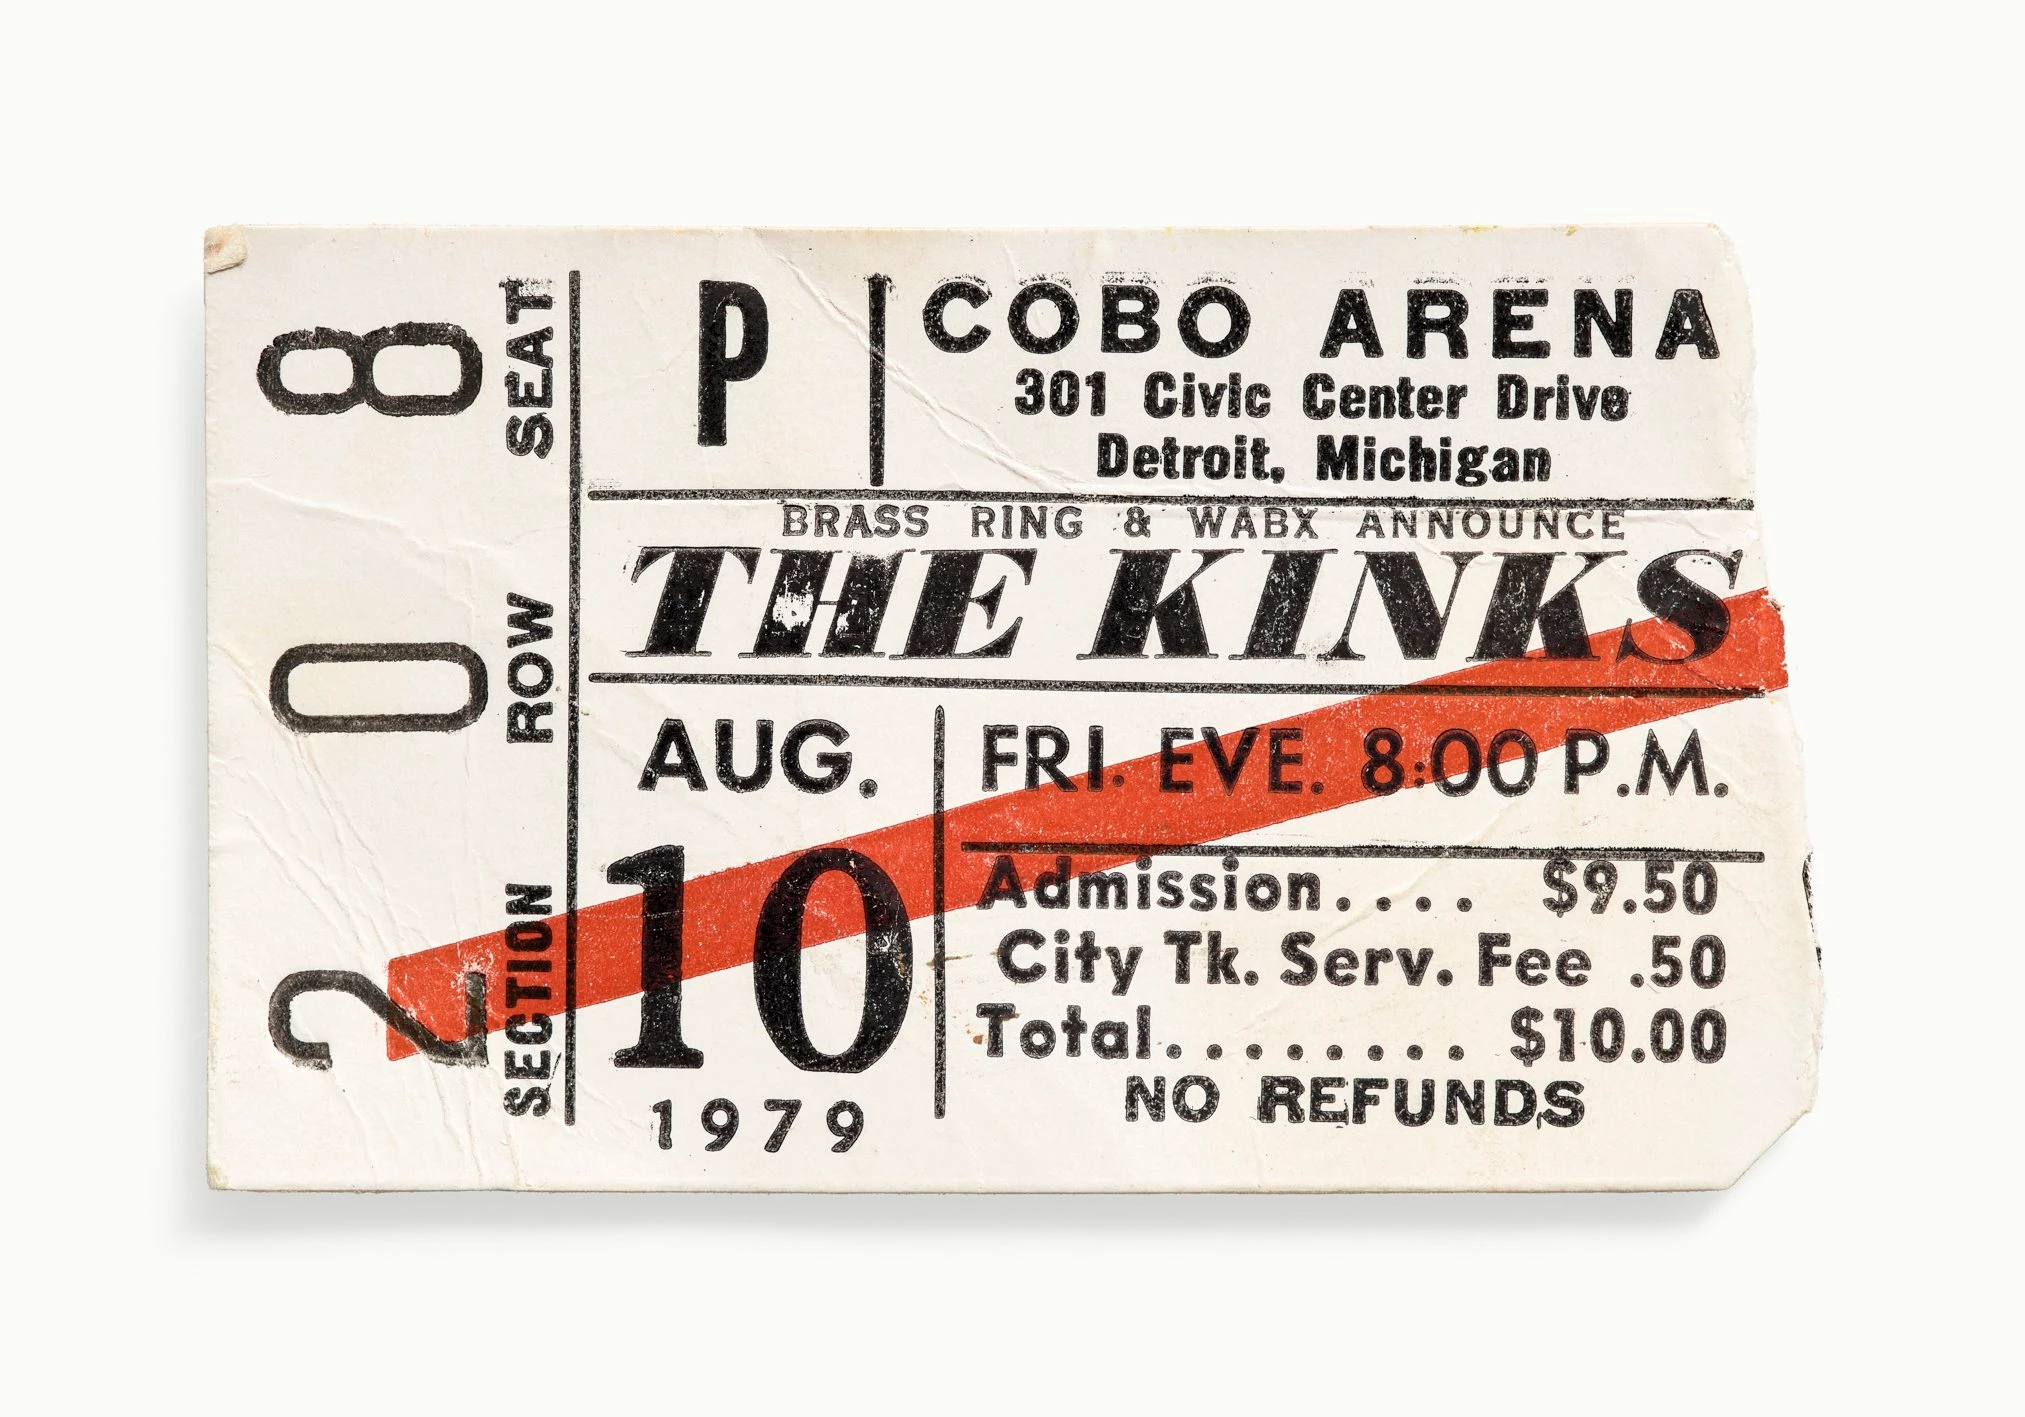 SEAT 8
ROW 0
SECTION 2
P
COBO ARENA
301 Civic Center Drive
Detroit, Michigan
BRASS RING & WABX ANNOUNCE
THE KINKS
AUG.
10
1979
FRI. EVE. 8:00 P.M.
Admission.... $9.50
City Tk. Serv. Fee .50
Total........ $10.00
NO REFUNDS